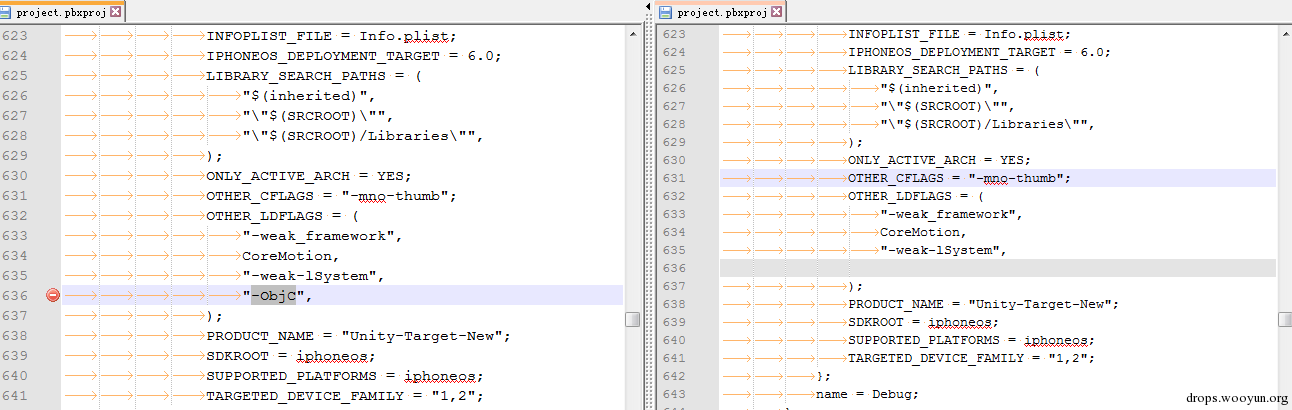 project.pbxproj
623 INFOPLIST_FILE = Info.plist;
624 IPHONEOS_DEPLOYMENT_TARGET = 6.0;
625 LIBRARY_SEARCH_PATHS = (
626 "$(inherited)",
627 "\"$(SRCROOT)\"",
628 "\"$(SRCROOT)/Libraries\"",
629 );
630 ONLY_ACTIVE_ARCH = YES;
631 OTHER_CFLAGS = "-mno-thumb";
632 OTHER_LDFLAGS = (
633 "-weak_framework",
634 CoreMotion,
635 "-weak-lSystem",
636 "-ObjC",
637 );
638 PRODUCT_NAME = "Unity-Target-New";
639 SDKROOT = iphoneos;
640 SUPPORTED_PLATFORMS = iphoneos;
641 TARGETED_DEVICE_FAMILY = "1,2";
project.pbxproj
623 INFOPLIST_FILE = Info.plist;
624 IPHONEOS_DEPLOYMENT_TARGET = 6.0;
625 LIBRARY_SEARCH_PATHS = (
626 "$(inherited)",
627 "\"$(SRCROOT)\"",
628 "\"$(SRCROOT)/Libraries\"",
629 );
630 ONLY_ACTIVE_ARCH = YES;
631 OTHER_CFLAGS = "-mno-thumb";
632 OTHER_LDFLAGS = (
633 "-weak_framework",
634 CoreMotion,
635 "-weak-lSystem",
636
637 );
638 PRODUCT_NAME = "Unity-Target-New";
639 SDKROOT = iphoneos;
640 SUPPORTED_PLATFORMS = iphoneos;
641 TARGETED_DEVICE_FAMILY = "1,2";
642 };
643 name = Debug;
drops.wooyun.org